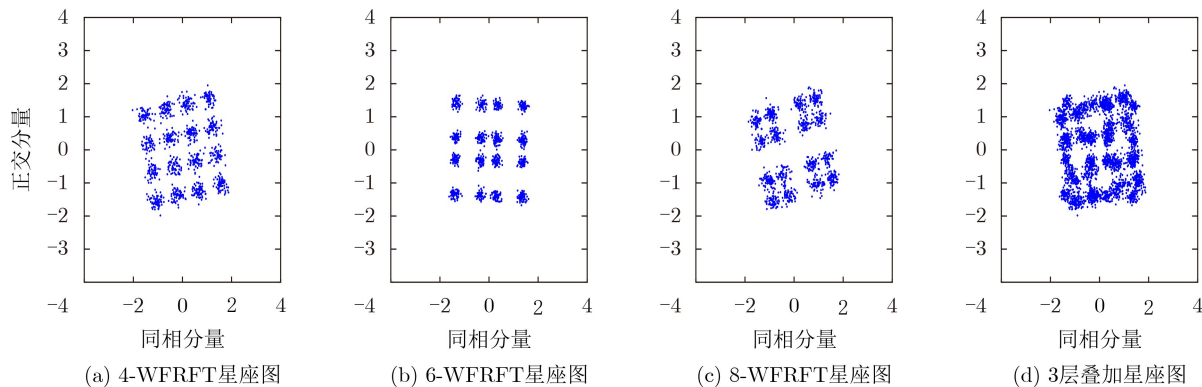 4 4 4 4
3 3 3 3
2 2 2 2
1 1 1 1
正交分量
0 0 0 0
−1 −1 −1 −1
−2 −2 −2 −2
−3 −3 −3 −3
−4 −2 0 2 4 −4 −2 0 2 4 −4 −2 0 2 4 −4 −2 0 2 4
同相分量 同相分量 同相分量 同相分量
(a) 4-WFRFT星座图 (b) 6-WFRFT星座图 (c) 8-WFRFT星座图 (d) 3层叠加星座图